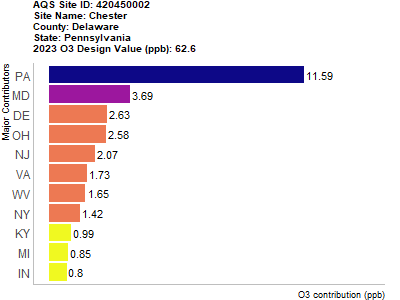 AQS Site ID: 420450002
Site Name: Chester
County: Delaware
State: Pennsylvania
2023 O3 Design Value (ppb): 62.6
Major Contributors
PA 11.59
MD 3.69
DE 2.63
OH 2.58
NJ 2.07
VA 1.73
WV 1.65
NY 1.42
KY 0.99
MI 0.85
IN 0.8
O3 contribution (ppb)